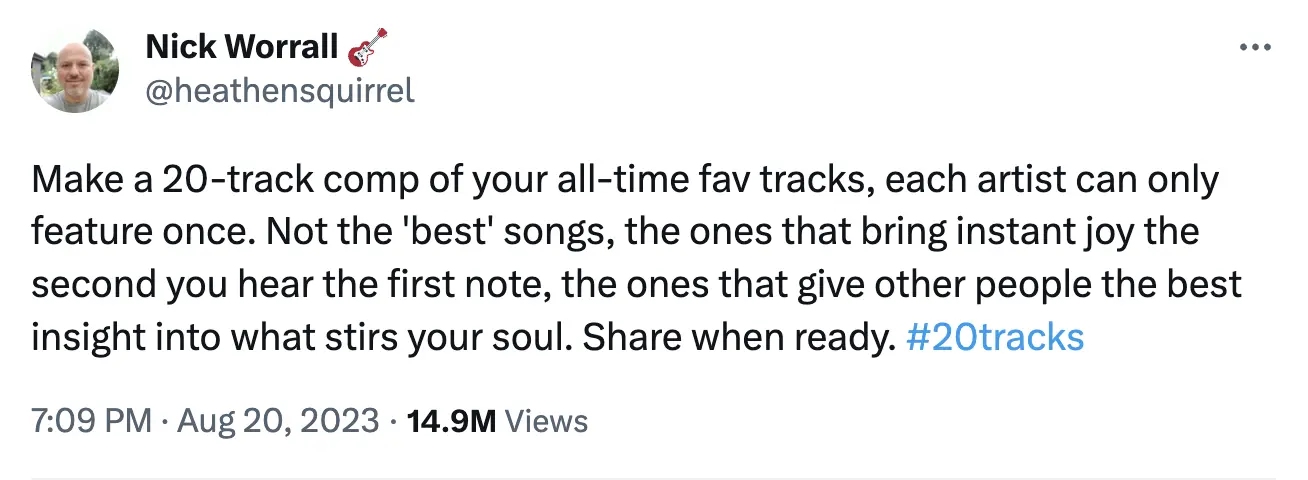 Nick Worrall 🎸
@heathensquirrel
Make a 20-track comp of your all-time fav tracks, each artist can only
feature once. Not the 'best' songs, the ones that bring instant joy the
second you hear the first note, the ones that give other people the best
insight into what stirs your soul. Share when ready. #20tracks
7:09 PM · Aug 20, 2023 · 14.9M Views